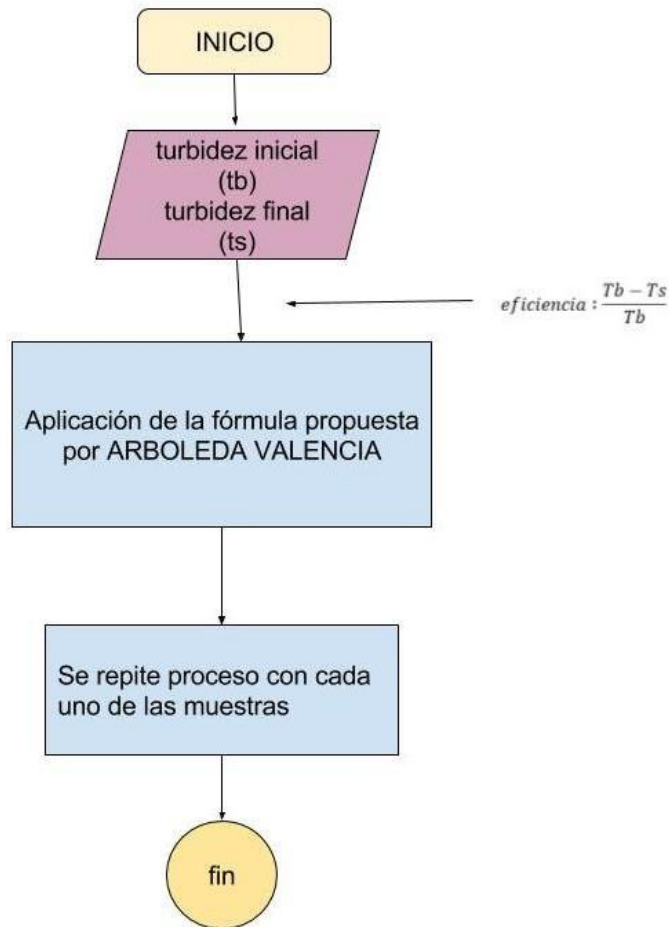 INICIO
turbidez inicial
(tb)
turbidez final
(ts)
eficiencia : \frac{Tb - Ts}{Tb}
Aplicación de la fórmula propuesta
por ARBOLEDA VALENCIA
Se repite proceso con cada
uno de las muestras
fin